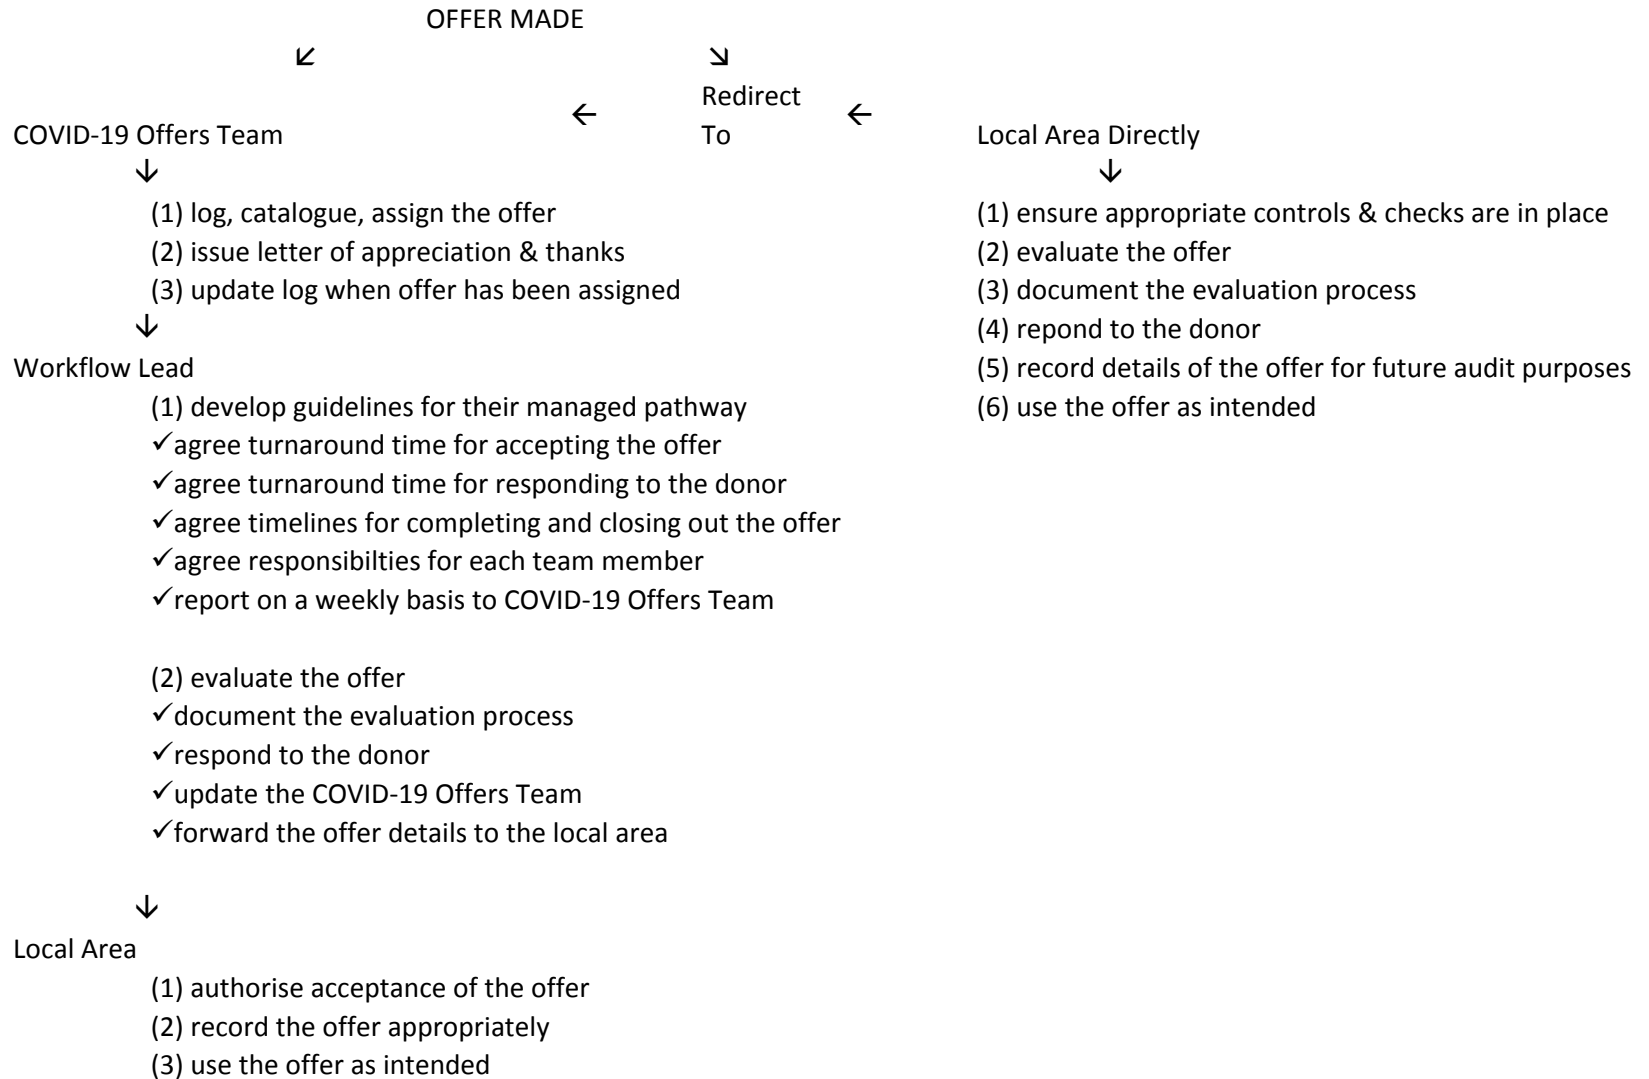 OFFER MADE
↙ ↘
Redirect
← ←
COVID-19 Offers Team To Local Area Directly
↓ ↓
(1) log, catalogue, assign the offer (1) ensure appropriate controls & checks are in place
(2) issue letter of appreciation & thanks (2) evaluate the offer
(3) update log when offer has been assigned (3) document the evaluation process
↓ (4) repond to the donor
Workflow Lead (5) record details of the offer for future audit purposes
(1) develop guidelines for their managed pathway (6) use the offer as intended
✓agree turnaround time for accepting the offer
✓agree turnaround time for responding to the donor
✓agree timelines for completing and closing out the offer
✓agree responsibilties for each team member
✓report on a weekly basis to COVID-19 Offers Team
(2) evaluate the offer
✓document the evaluation process
✓respond to the donor
✓update the COVID-19 Offers Team
✓forward the offer details to the local area
↓
Local Area
(1) authorise acceptance of the offer
(2) record the offer appropriately
(3) use the offer as intended